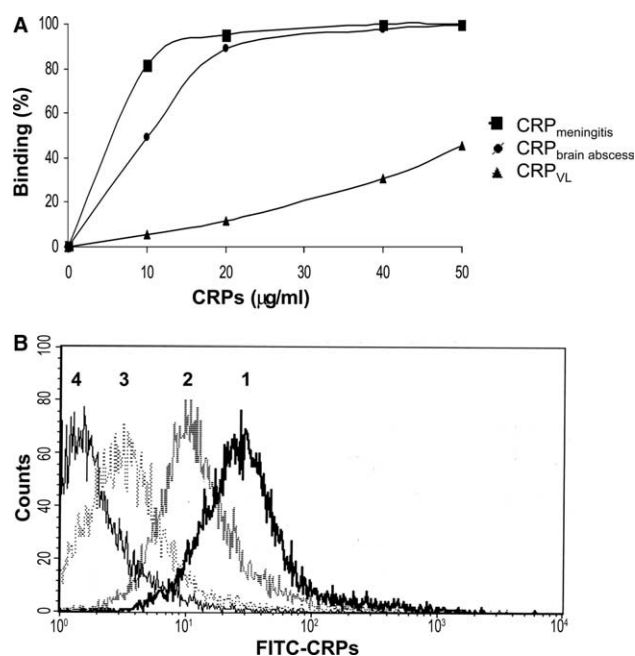 A
100
80
60
40
20
0
Binding (%)
0 10 20 30 40 50
CRPs (μg/ml)
CRPmeningitis
CRPbrain abscess
CRPVL
B
100
80
60
40
20
0
Counts
4 3 2 1
10⁰ 10¹ 10² 10³ 10⁴
FITC-CRPs